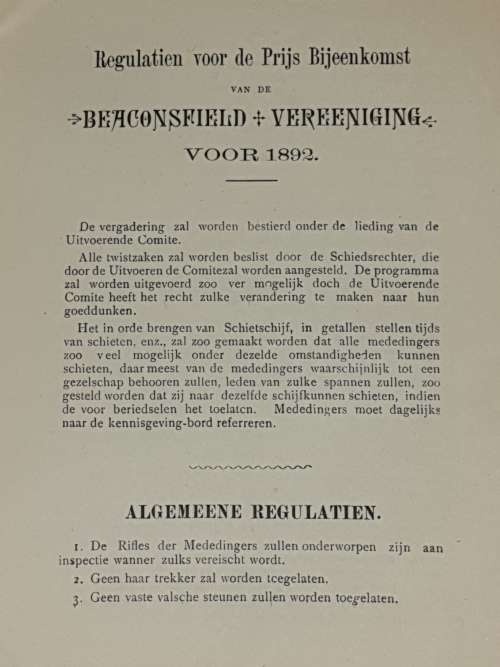 Regulatien voor de Prijs Bijeenkomst
VAN DE
BEACONSFIELD + VEREENIGING
VOOR 1892.
De vergadering zal worden bestierd onder de lieding van de
Uitvoerende Comite.
Alle twistzaken zal worden beslist door de Schiedsrechter, die
door de Uitvoeren de Comitezal worden aangesteld. De programma
zal worden uitgevoerd zoo ver mogelijk doch de Uitvoerende
Comite heeft het recht zulke verandering te maken naar hun
goeddunken.
Het in orde brengen van Schietschijf, in getallen stellen tijds
van schieten, enz., zal zoo gemaakt worden dat alle mededingers
zoo veel mogelijk onder dezelde omstandigheden kunnen
schieten, daar meest van de mededingers waarschijnlijk tot een
gezelschap behooren zullen, leden van zulke spannen zullen, zoo
gesteld worden dat zij naar dezelfde schijfkunnen schieten, indien
de voor beriedselen het toelatcn. Mededingers moet dagelijks
naar de kennisgeving-bord referreren.
ALGEMEENE REGULATIEN.
1. De Rifles der Mededingers zullen onderworpen zijn aan
inspectie wanner zulks vereischt wordt.
2. Geen haar trekker zal worden tcegelaten.
3. Geen vaste valsche steunen zullen worden toegelaten.